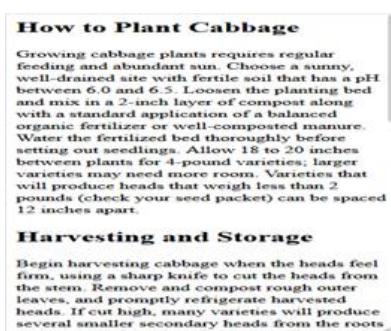 How to Plant Cabbage
Growing cabbage plants requires regular
feeding and abundant sun. Choose a sunny,
well-drained site with fertile soil that has a pH
between 6.0 and 6.5. Loosen the planting bed
and mix in a 2-inch layer of compost along
with a standard application of a balanced
organic fertilizer or well-composted manure.
Water the fertilized bed thoroughly before
setting out seedlings. Allow 18 to 20 inches
between plants for 4-pound varieties; larger
varieties may need more room. Varieties that
will produce heads that weigh less than 2
pounds (check your seed packet) can be spaced
12 inches apart.
Harvesting and Storage
Begin harvesting cabbage when the heads feel
firm, using a sharp knife to cut the heads from
the stem. Remove and compost rough outer
leaves, and promptly refrigerate harvested
heads. If cut high, many varieties will produce
several smaller secondary heads from the root